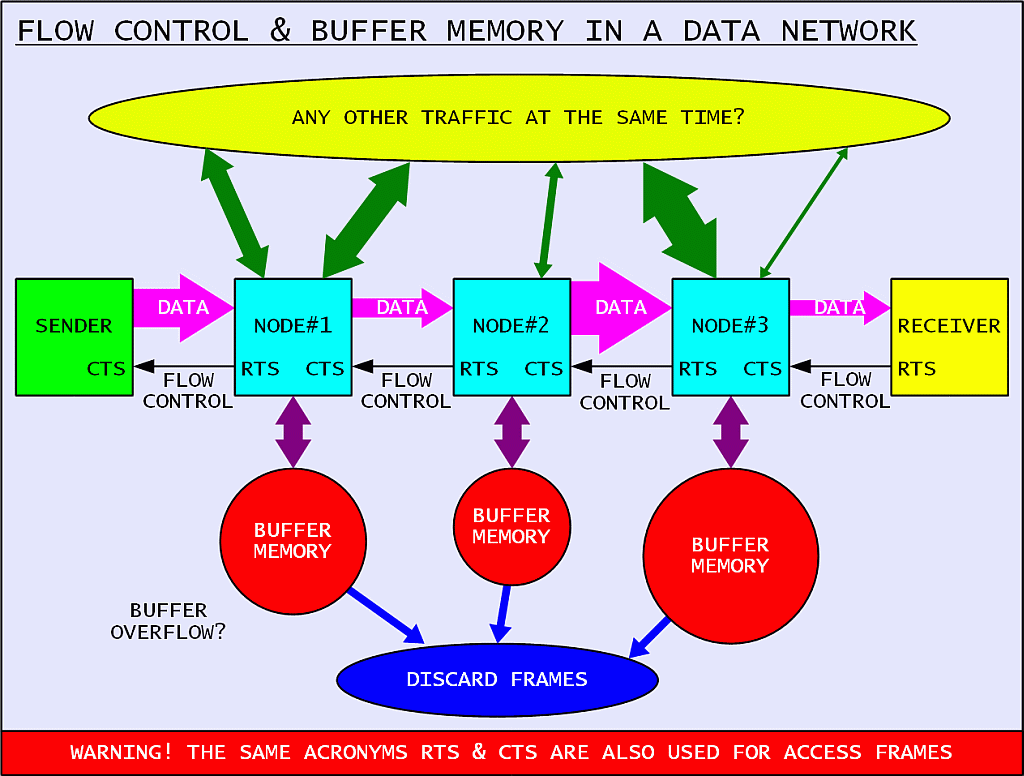 FLOW CONTROL & BUFFER MEMORY IN A DATA NETWORK
ANY OTHER TRAFFIC AT THE SAME TIME?
DATA
DATA
DATA
DATA
SENDER
NODE#1
NODE#2
NODE#3
RECEIVER
CTS
RTS
CTS
RTS
CTS
RTS
CTS
RTS
FLOW
CONTROL
FLOW
CONTROL
FLOW
CONTROL
FLOW
CONTROL
BUFFER
MEMORY
BUFFER
MEMORY
BUFFER
MEMORY
BUFFER
OVERFLOW?
DISCARD FRAMES
WARNING! THE SAME ACRONYMS RTS & CTS ARE ALSO USED FOR ACCESS FRAMES